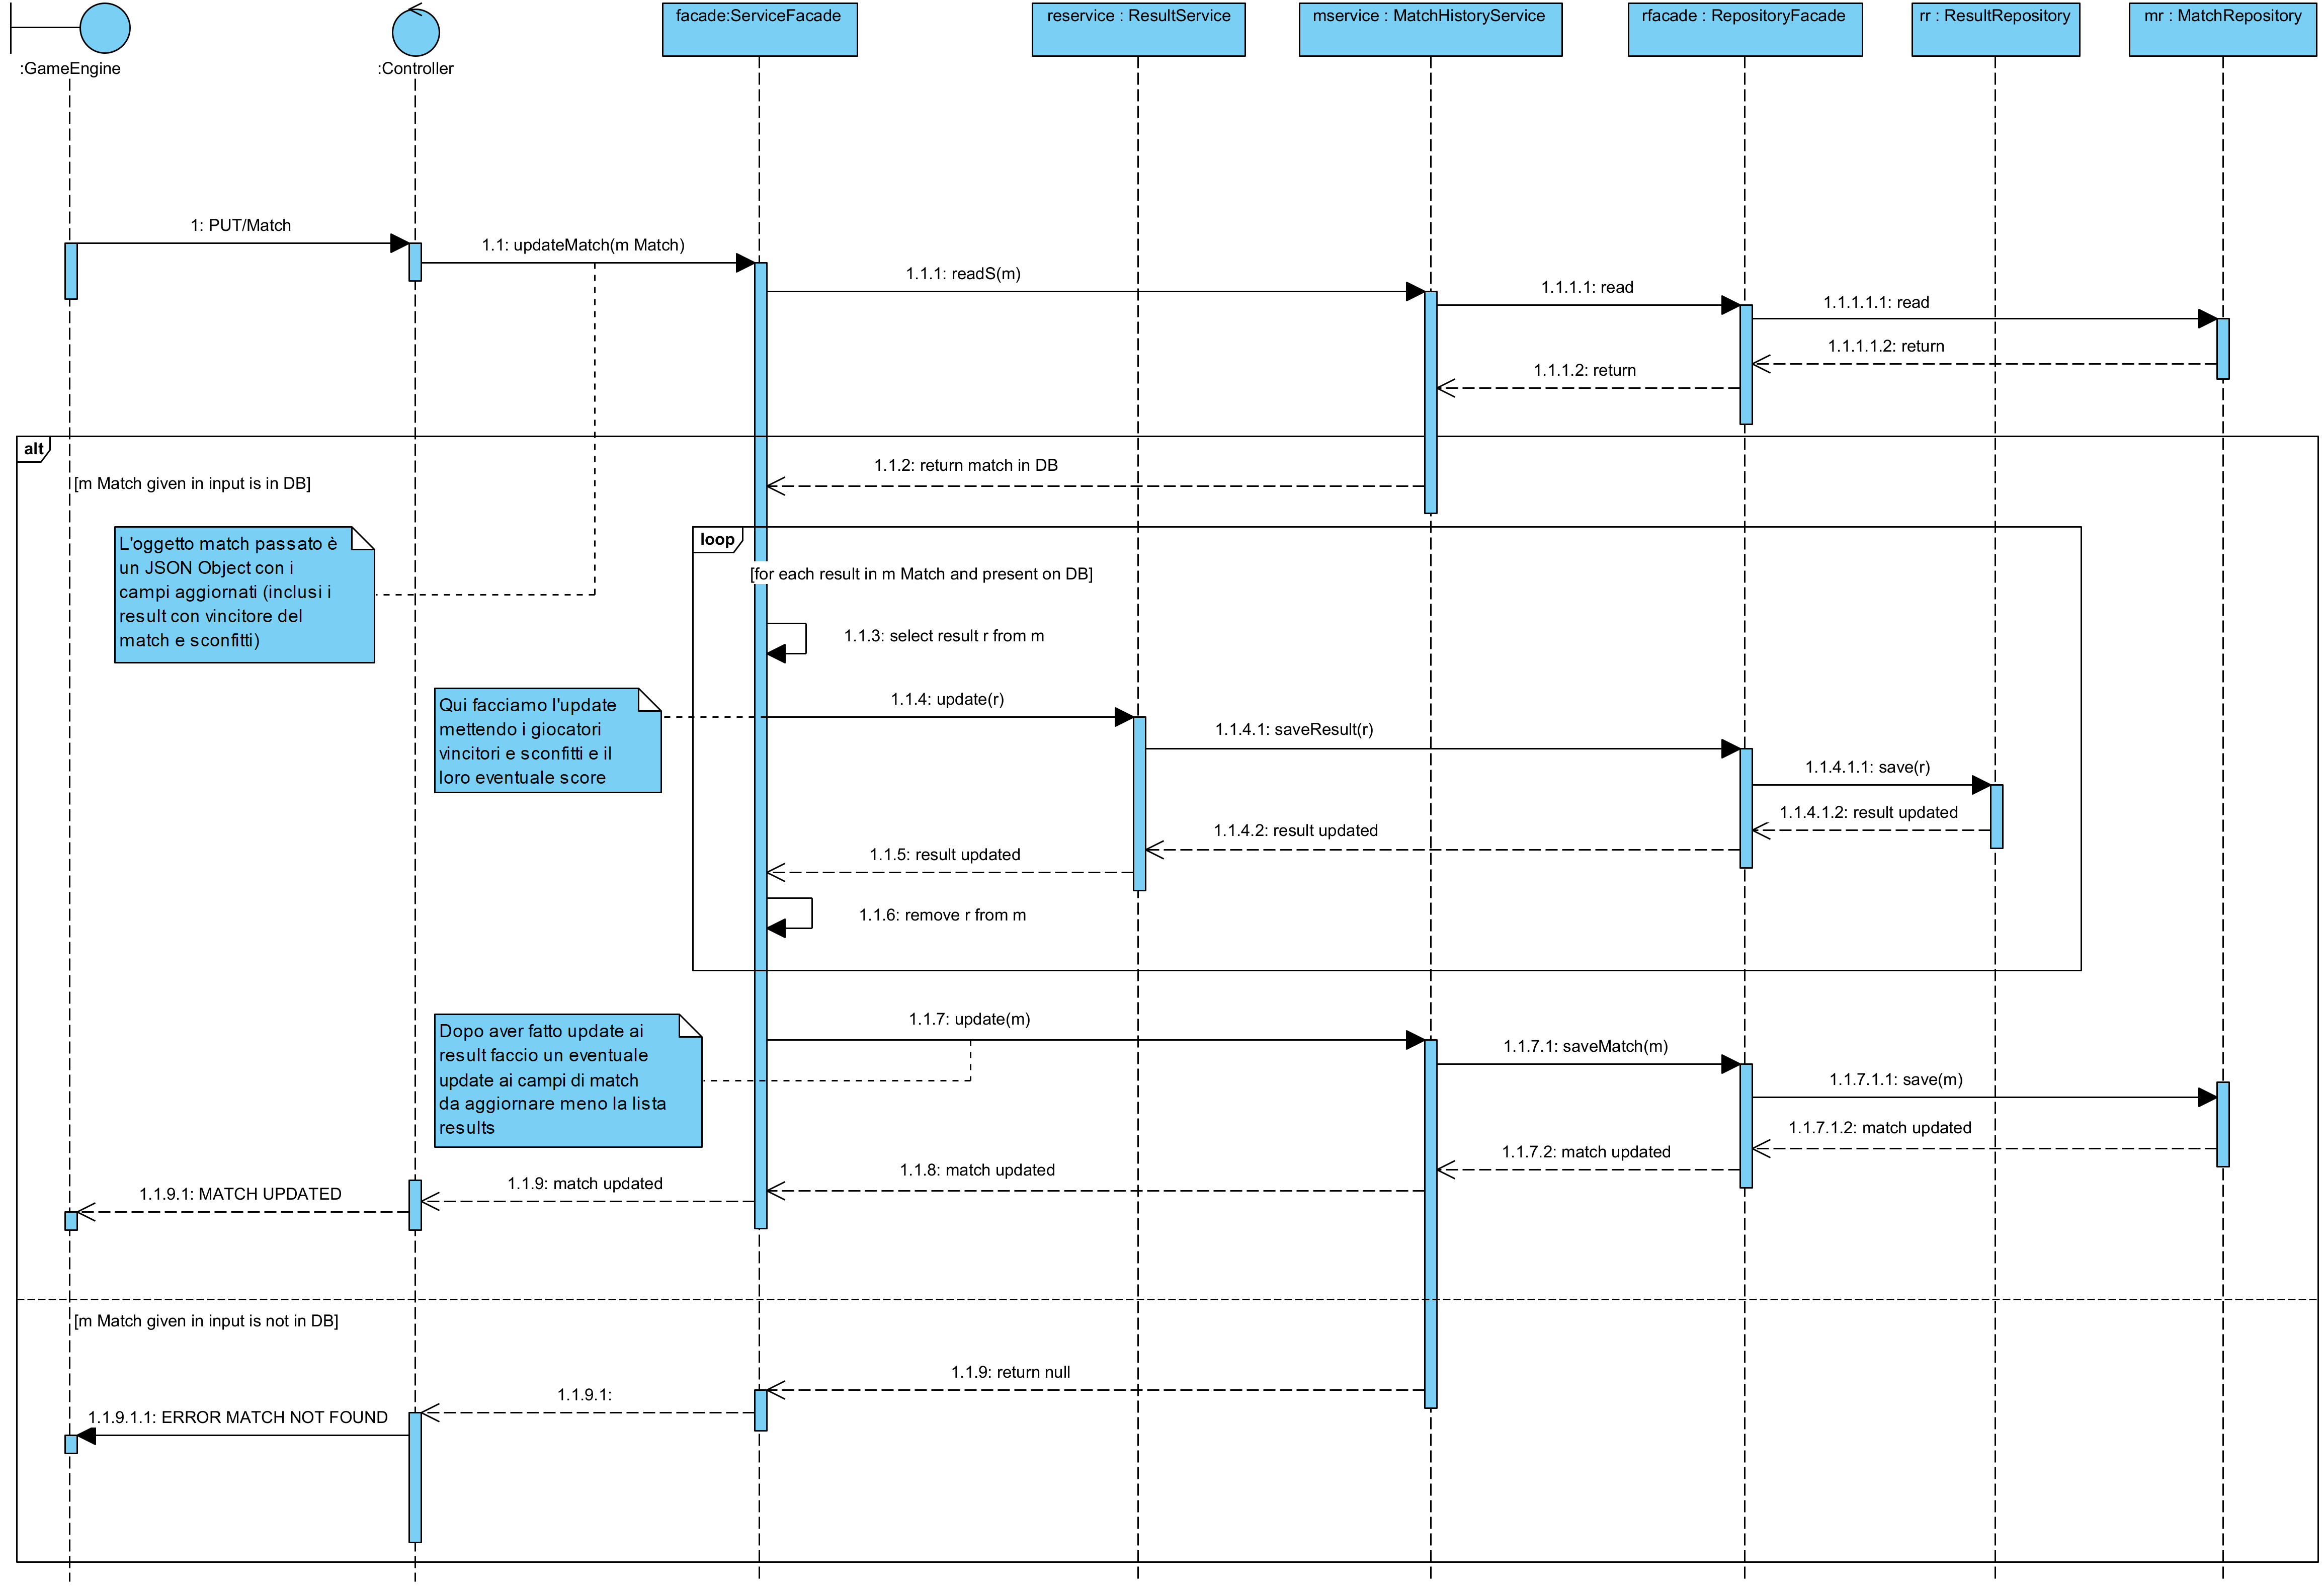 facade:ServiceFacade
reservice : ResultService
mservice : MatchHistoryService
rfacade : RepositoryFacade
rr : ResultRepository
mr : MatchRepository
:GameEngine
:Controller
1: PUT/Match
1.1: updateMatch(m Match)
1.1.1: readS(m)
1.1.1.1: read
1.1.1.1.1: read
1.1.1.1.2: return
1.1.1.2: return
alt
1.1.2: return match in DB
[m Match given in input is in DB]
loop
L'oggetto match passato è
un JSON Object con i
campi aggiornati (inclusi i
result con vincitore del
match e sconfitti)
[for each result in m Match and present on DB]
1.1.3: select result r from m
Qui facciamo l'update
mettendo i giocatori
vincitori e sconfitti e il
loro eventuale score
1.1.4: update(r)
1.1.4.1: saveResult(r)
1.1.4.1.1: save(r)
1.1.4.1.2: result updated
1.1.4.2: result updated
1.1.5: result updated
1.1.6: remove r from m
Dopo aver fatto update ai
result faccio un eventuale
update ai campi di match
da aggiornare meno la lista
results
1.1.7: update(m)
1.1.7.1: saveMatch(m)
1.1.7.1.1: save(m)
1.1.7.1.2: match updated
1.1.7.2: match updated
1.1.8: match updated
1.1.9: match updated
1.1.9.1: MATCH UPDATED
[m Match given in input is not in DB]
1.1.9: return null
1.1.9.1:
1.1.9.1.1: ERROR MATCH NOT FOUND